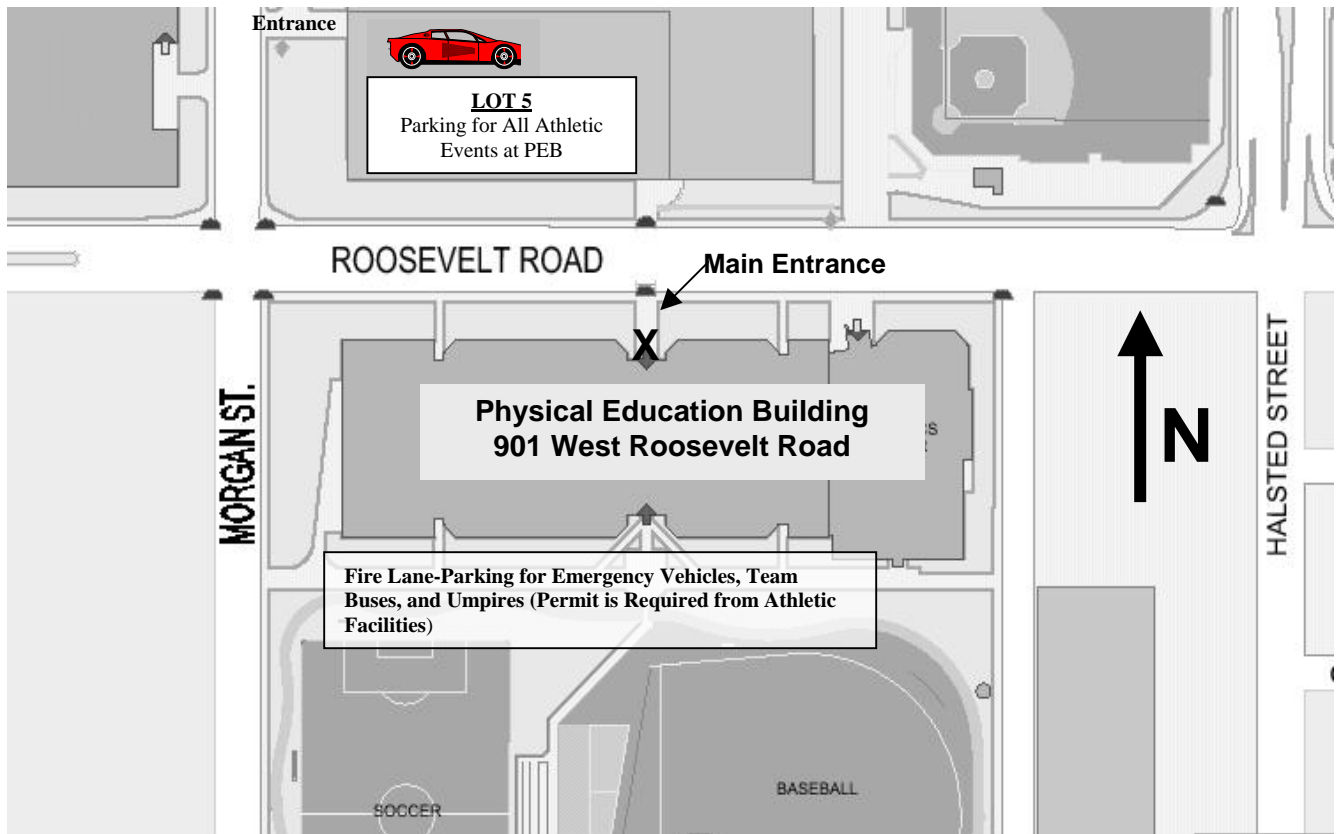 Entrance
LOT 5
Parking for All Athletic
Events at PEB
ROOSEVELT ROAD
Main Entrance
X
MORGAN ST.
Physical Education Building
901 West Roosevelt Road
N
HALSTED STREET
Fire Lane-Parking for Emergency Vehicles, Team
Buses, and Umpires (Permit is Required from Athletic
Facilities)
SOCCER
BASEBALL